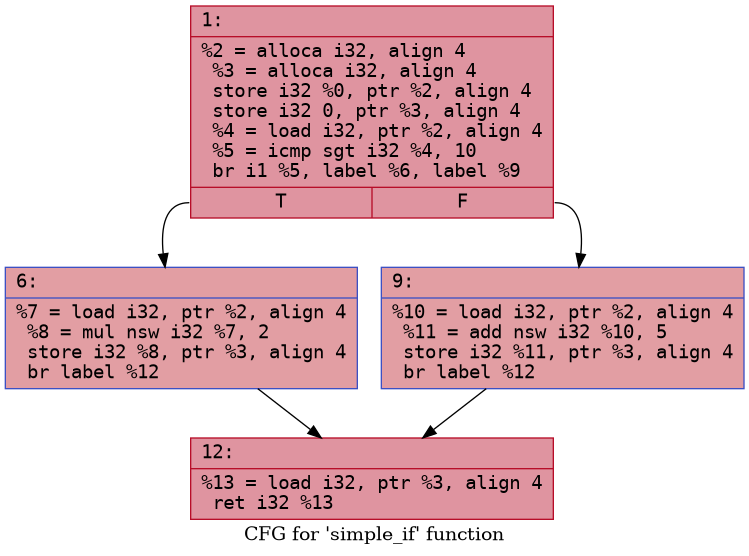 1:
%2 = alloca i32, align 4
%3 = alloca i32, align 4
store i32 %0, ptr %2, align 4
store i32 0, ptr %3, align 4
%4 = load i32, ptr %2, align 4
%5 = icmp sgt i32 %4, 10
br i1 %5, label %6, label %9
T F
6:
%7 = load i32, ptr %2, align 4
%8 = mul nsw i32 %7, 2
store i32 %8, ptr %3, align 4
br label %12
9:
%10 = load i32, ptr %2, align 4
%11 = add nsw i32 %10, 5
store i32 %11, ptr %3, align 4
br label %12
12:
%13 = load i32, ptr %3, align 4
ret i32 %13
CFG for 'simple_if' function